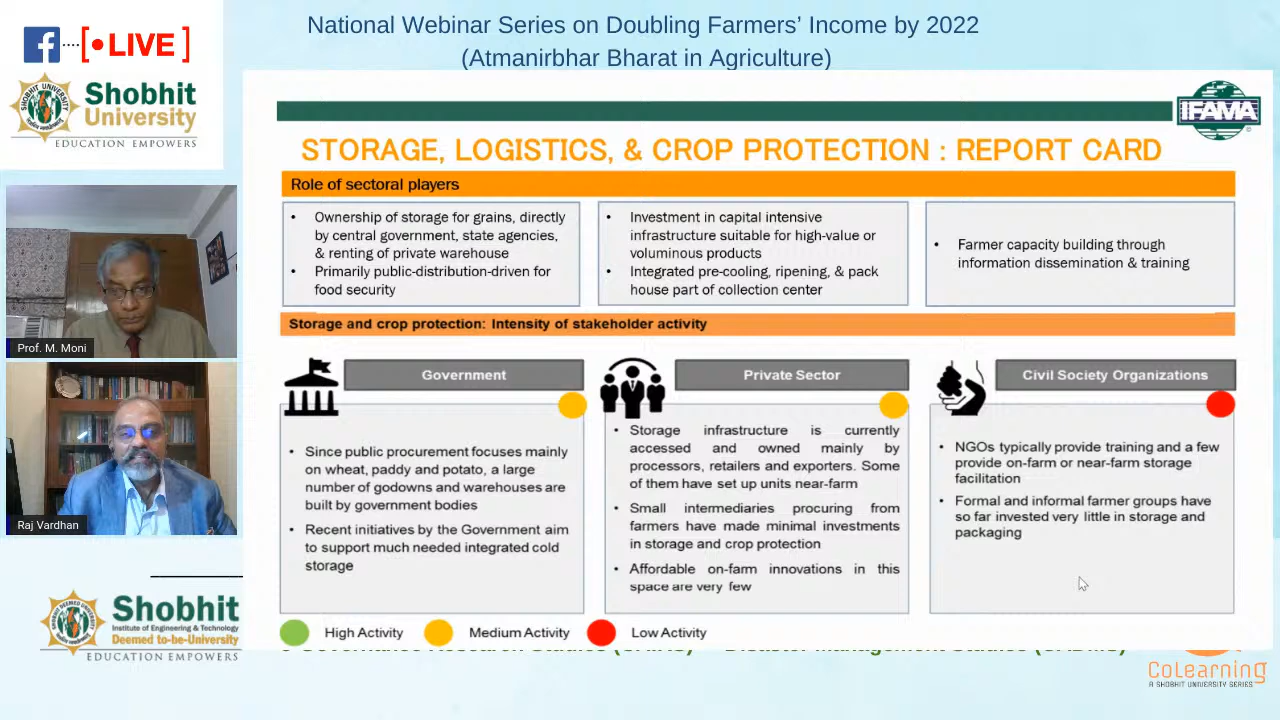 National Webinar Series on Doubling Farmers' Income by 2022
(Atmanirbhar Bharat in Agriculture)
LIVE
SHOBHIT UNIVERSITY
Shobhit
University
EDUCATION EMPOWERS
IFAMA
STORAGE, LOGISTICS, & CROP PROTECTION : REPORT CARD
Role of sectoral players
• Ownership of storage for grains, directly
by central government, state agencies,
& renting of private warehouse
• Primarily public-distribution-driven for
food security
• Investment in capital intensive
infrastructure suitable for high-value or
voluminous products
• Integrated pre-cooling, ripening, & pack
house part of collection center
• Farmer capacity building through
information dissemination & training
Storage and crop protection: Intensity of stakeholder activity
Government
• Since public procurement focuses mainly
on wheat, paddy and potato, a large
number of godowns and warehouses are
built by government bodies
• Recent initiatives by the Government aim
to support much needed integrated cold
storage
Private Sector
• Storage infrastructure is currently
accessed and owned mainly by
processors, retailers and exporters. Some
of them have set up units near-farm
• Small intermediaries procuring from
farmers have made minimal investments
in storage and crop protection
• Affordable on-farm innovations in this
space are very few
Civil Society Organizations
• NGOs typically provide training and a few
provide on-farm or near-farm storage
facilitation
• Formal and informal farmer groups have
so far invested very little in storage and
packaging
High Activity
Medium Activity
Low Activity
Prof. M. Moni
Raj Vardhan
Shobhit
Institute of Engineering & Technology
Deemed to-be-University
EDUCATION EMPOWERS
CoLearning
A SHOBHIT UNIVERSITY SERIES